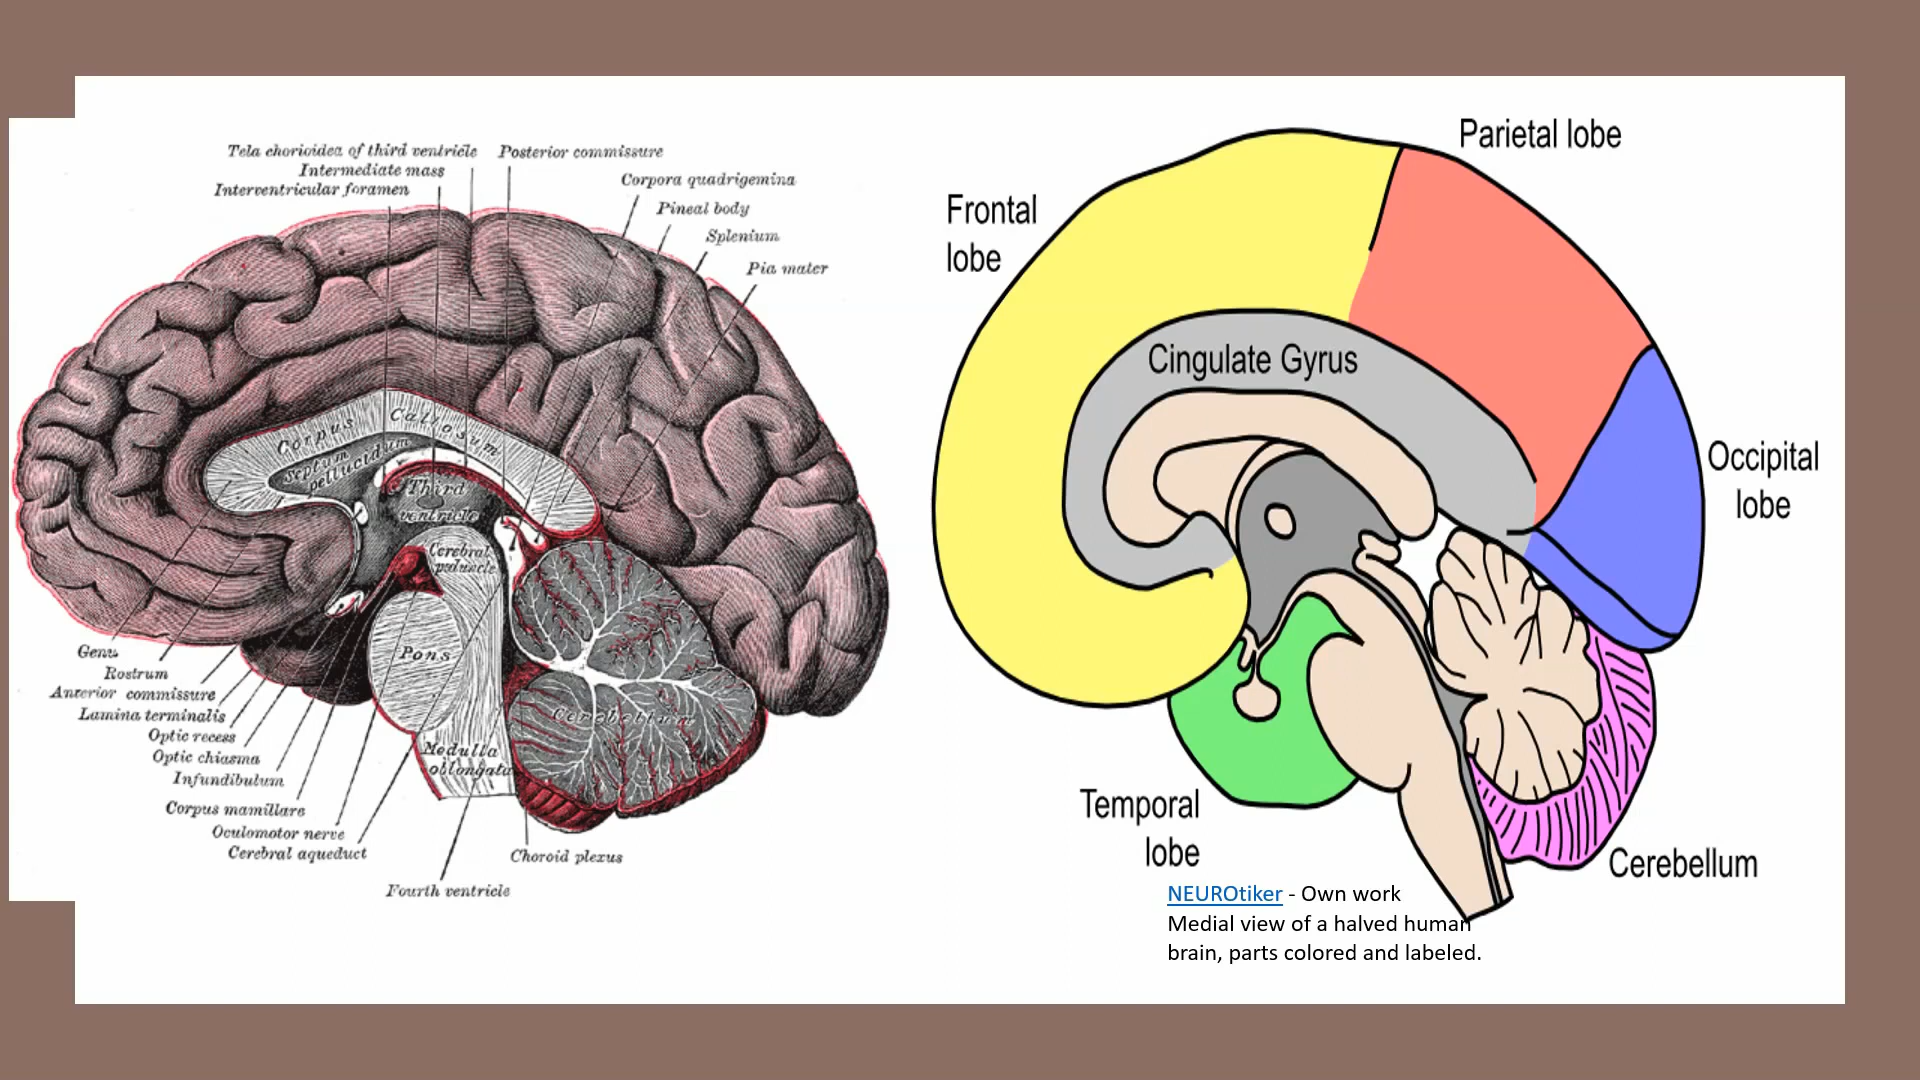 Tela chorioidea of third ventricle
Intermediate mass
Interventricular foramen
Posterior commissure
Corpora quadrigemina
Pineal body
Splenium
Pia mater
Corpus Callosum
Septum
pellucidum
Third
ventricle
Cerebral
peduncle
Pons
Cerebellum
Medulla
oblongata
Genu
Rostrum
Anterior commissure
Lamina terminalis
Optic recess
Optic chiasma
Infundibulum
Corpus mamillare
Oculomotor nerve
Cerebral aqueduct
Fourth ventricle
Choroid plexus
Frontal
lobe
Parietal lobe
Cingulate Gyrus
Occipital
lobe
Temporal
lobe
Cerebellum
NEUROtiker - Own work
Medial view of a halved human
brain, parts colored and labeled.